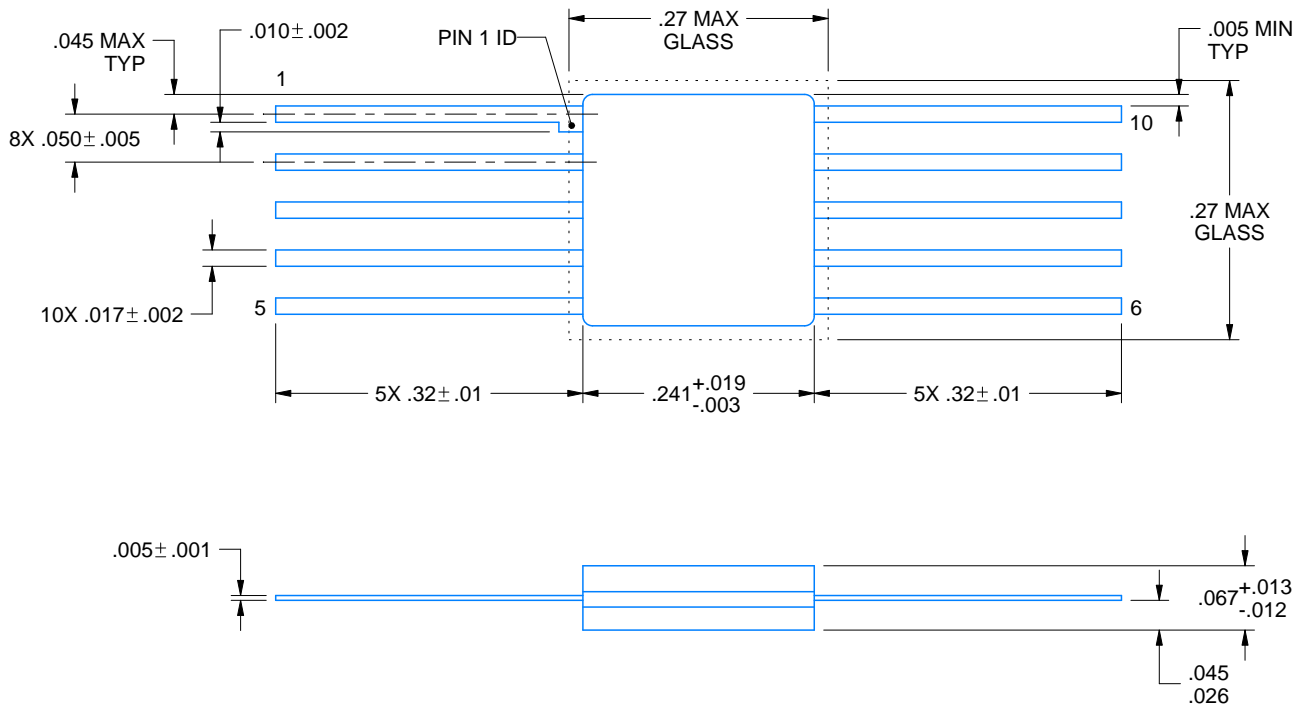 .27 MAX
GLASS
.045 MAX
TYP
.010± .002
PIN 1 ID
.005 MIN
TYP
1
10
8X .050± .005
.27 MAX
GLASS
10X .017± .002
5
6
5X .32± .01
.241+.019
-.003
5X .32± .01
.005± .001
.067+.013
-.012
.045
.026